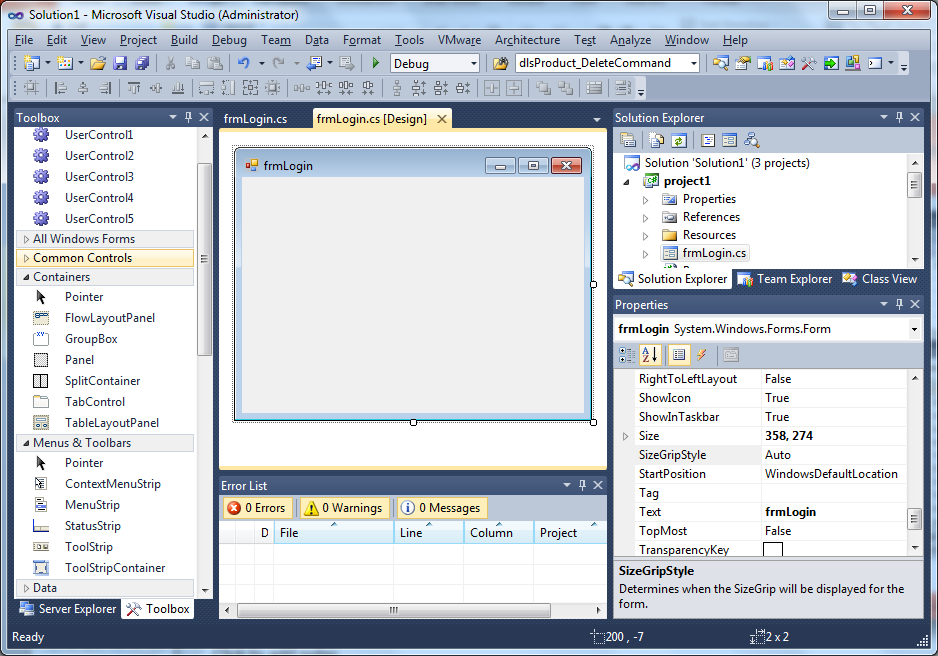 Solution1 - Microsoft Visual Studio (Administrator)
File Edit View Project Build Debug Team Data Format Tools VMware Architecture Test Analyze Window Help
Debug dlsProduct_DeleteCommand
Toolbox
UserControl1
UserControl2
UserControl3
UserControl4
UserControl5
All Windows Forms
Common Controls
Containers
Pointer
FlowLayoutPanel
GroupBox
Panel
SplitContainer
TabControl
TableLayoutPanel
Menus & Toolbars
Pointer
ContextMenuStrip
MenuStrip
StatusStrip
ToolStrip
ToolStripContainer
Data
Server Explorer Toolbox
frmLogin.cs frmLogin.cs [Design]
frmLogin
Error List
0 Errors 0 Warnings 0 Messages
D File Line Column Project
Solution Explorer
Solution 'Solution1' (3 projects)
project1
Properties
References
Resources
frmLogin.cs
Solution Explorer Team Explorer Class View
Properties
frmLogin System.Windows.Forms.Form
RightToLeftLayout False
ShowIcon True
ShowInTaskbar True
Size 358, 274
SizeGripStyle Auto
StartPosition WindowsDefaultLocation
Tag
Text frmLogin
TopMost False
TransparencyKey
SizeGripStyle
Determines when the SizeGrip will be displayed for the
form.
Ready 200 , -7 2 x 2